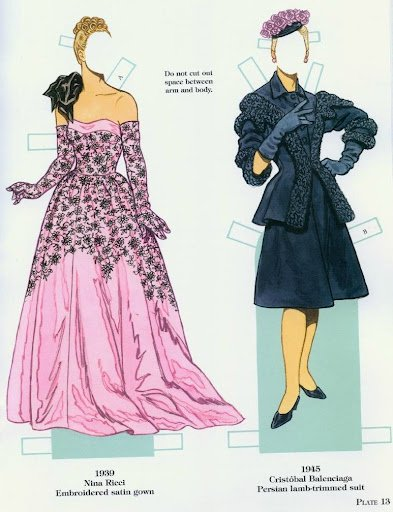 Do not cut out
space between
arm and body.
A
B
1939
Nina Ricci
Embroidered satin gown
1945
Cristóbal Balenciaga
Persian lamb-trimmed suit
PLATE 13